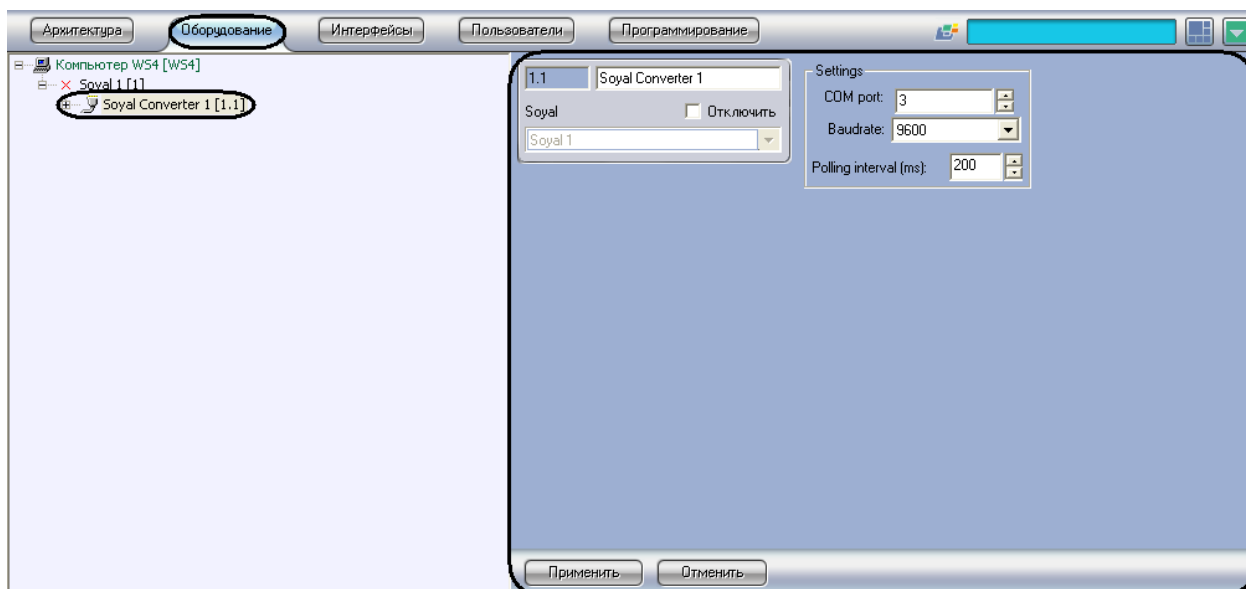 Архитектура Оборудование Интерфейсы Пользователи Программирование
Компьютер WS4 [WS4]
Soyal 1 [1]
Soyal Converter 1 [1.1]
1.1 Soyal Converter 1
Soyal Отключить
Soyal 1
Settings
COM port: 3
Baudrate: 9600
Polling interval (ms): 200
Применить Отменить